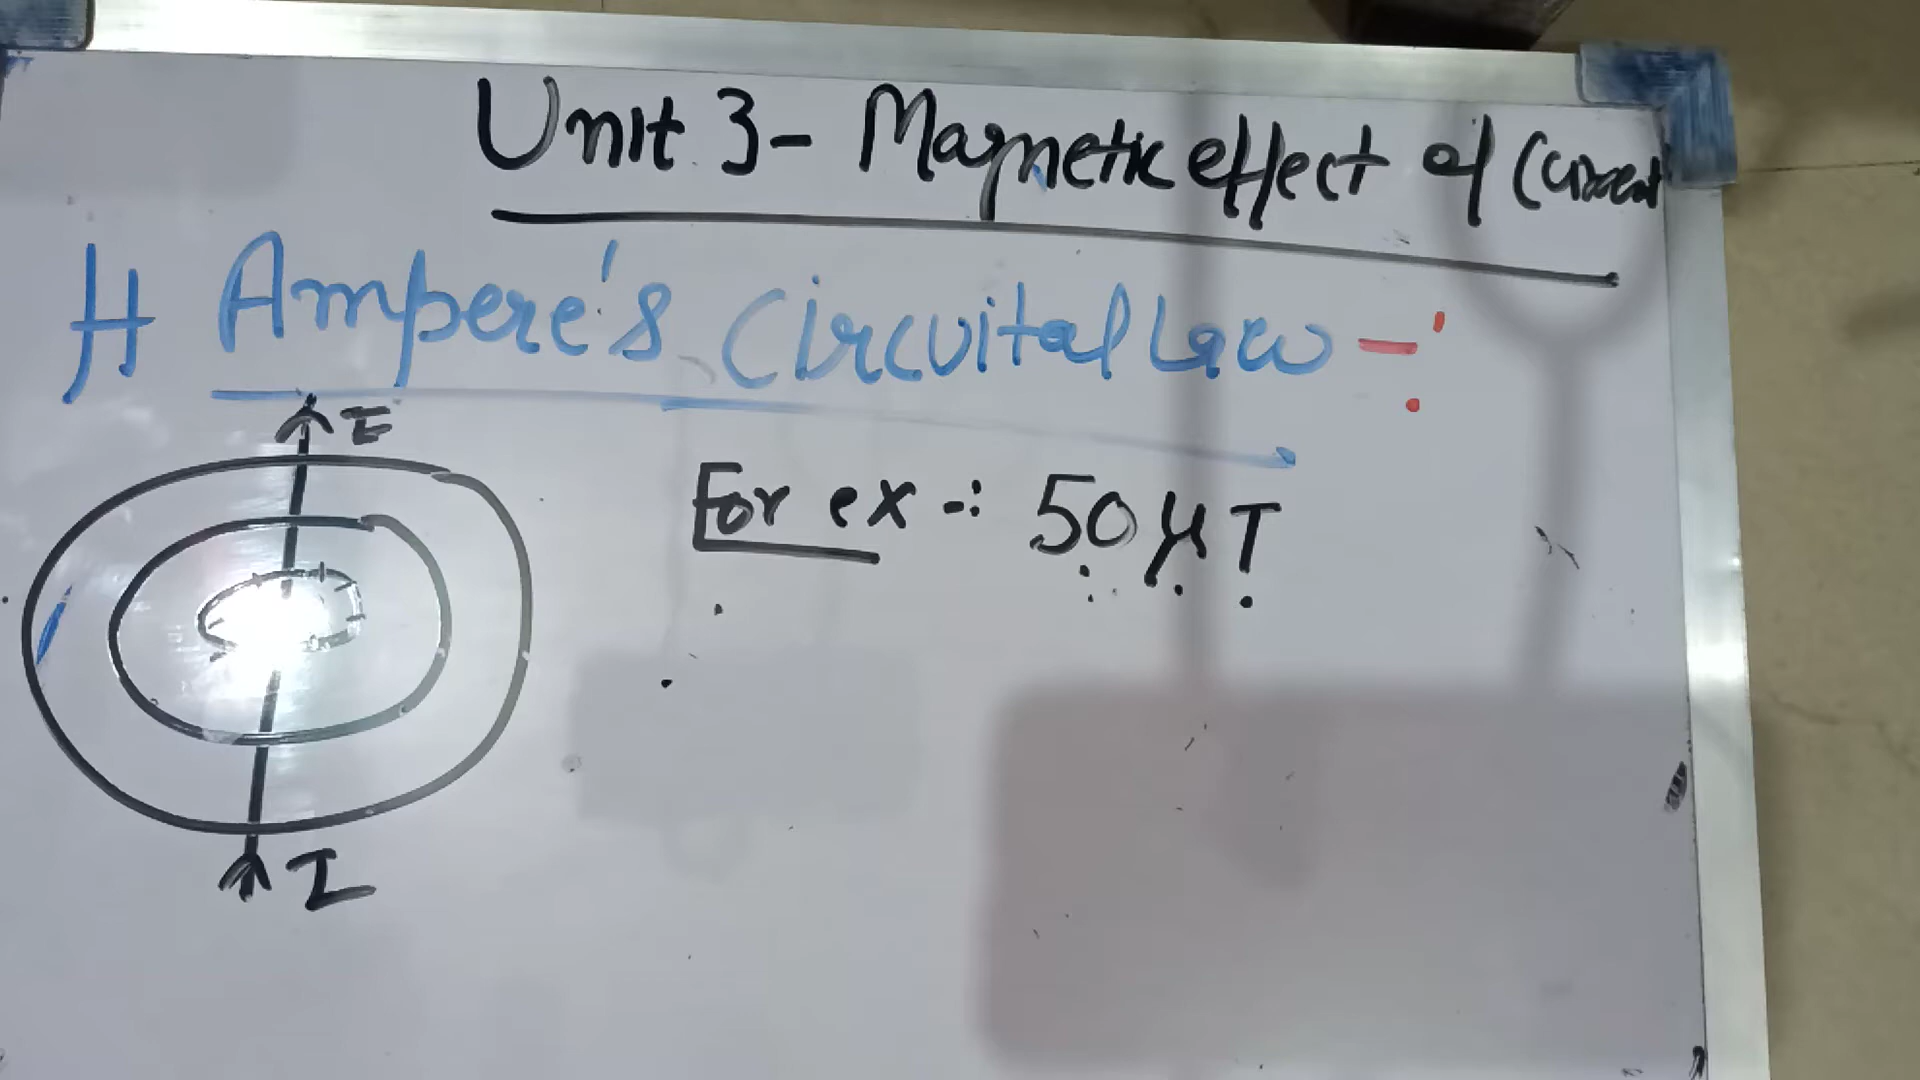 Unit 3 - Magnetic effect of Current
# Ampere's Circuital Law -:
I
For ex -: 50 μT
I